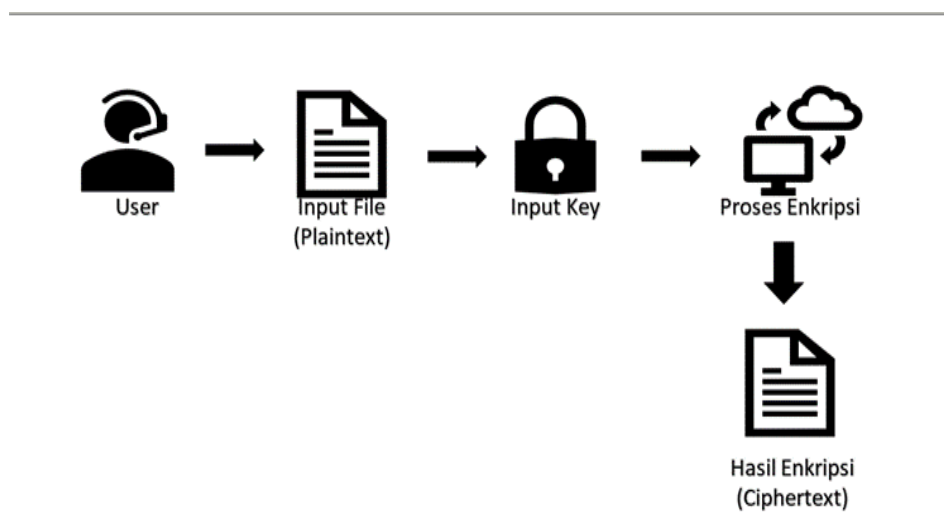 User
Input File
(Plaintext)
Input Key
Proses Enkripsi
Hasil Enkripsi
(Ciphertext)